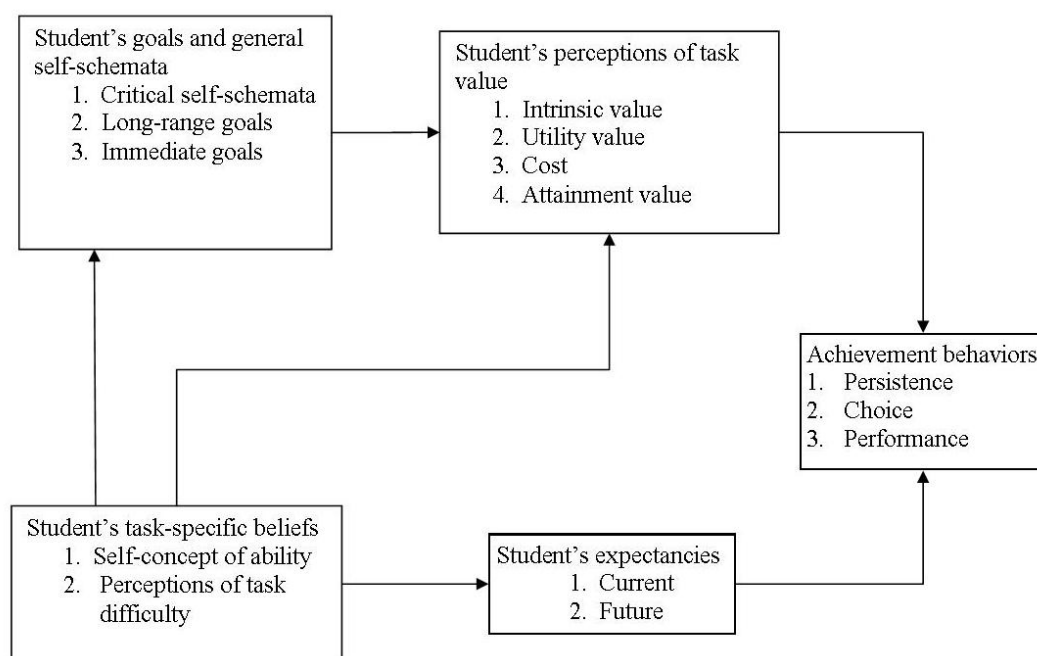 Student’s goals and general
self-schemata
1. Critical self-schemata
2. Long-range goals
3. Immediate goals
Student’s perceptions of task
value
1. Intrinsic value
2. Utility value
3. Cost
4. Attainment value
Achievement behaviors
1. Persistence
2. Choice
3. Performance
Student’s task-specific beliefs
1. Self-concept of ability
2. Perceptions of task
difficulty
Student’s expectancies
1. Current
2. Future